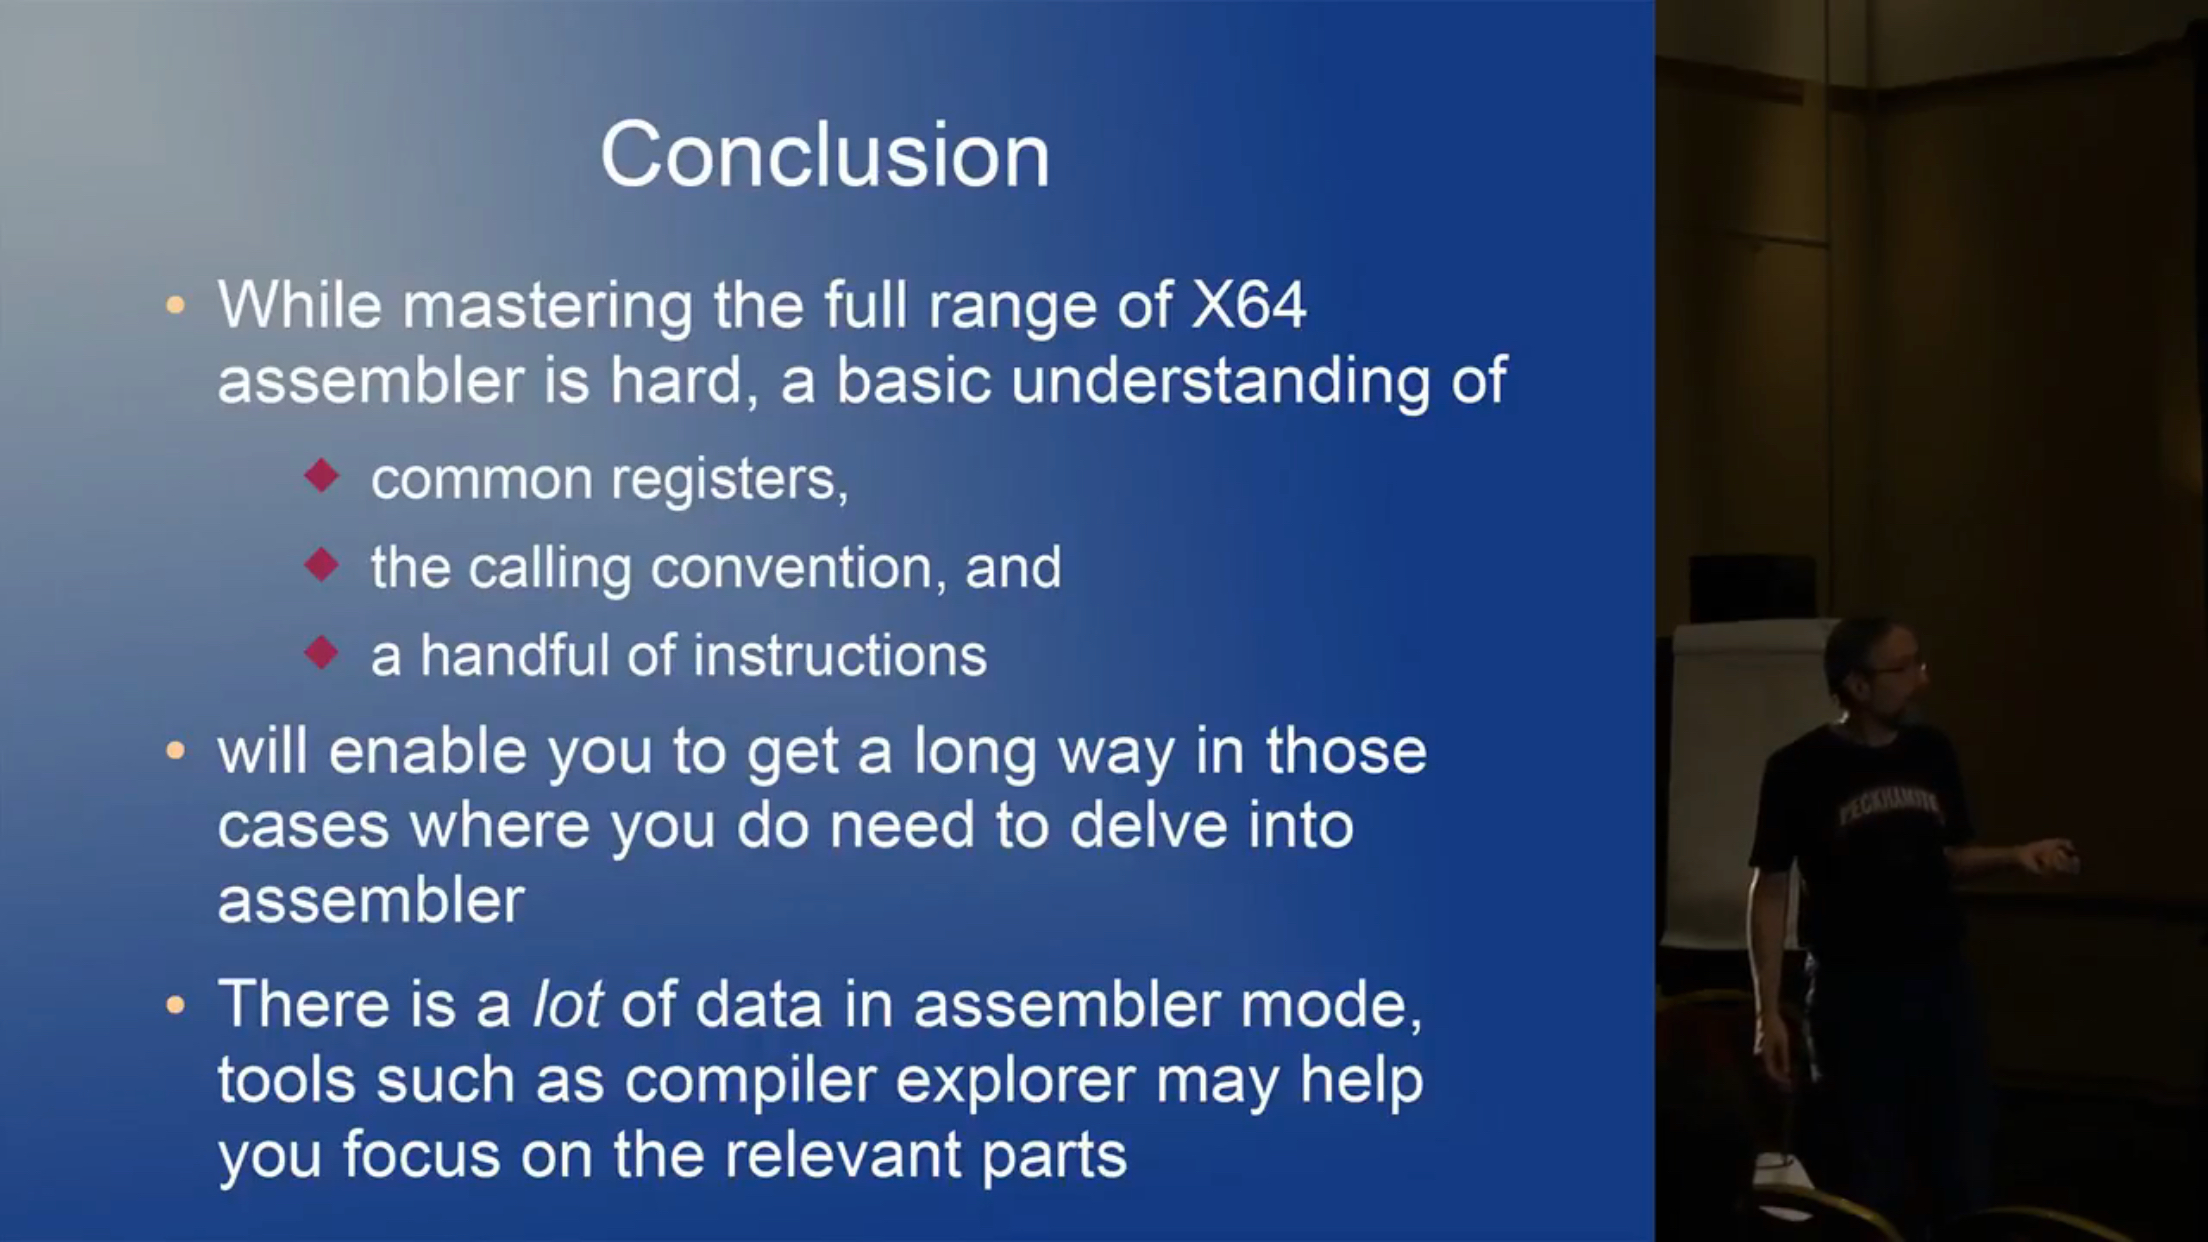 Conclusion
• While mastering the full range of X64
assembler is hard, a basic understanding of
◆ common registers,
◆ the calling convention, and
◆ a handful of instructions
• will enable you to get a long way in those
cases where you do need to delve into
assembler
• There is a lot of data in assembler mode,
tools such as compiler explorer may help
you focus on the relevant parts